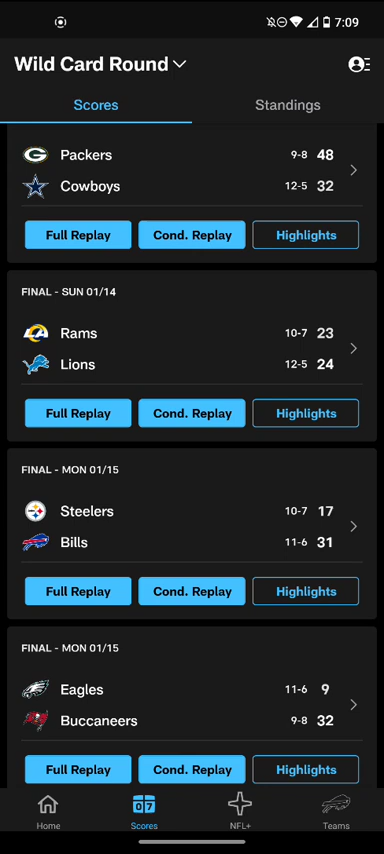 7:09
Wild Card Round
Scores Standings
Packers 9-8 48
Cowboys 12-5 32
Full Replay Cond. Replay Highlights
FINAL - SUN 01/14
Rams 10-7 23
Lions 12-5 24
Full Replay Cond. Replay Highlights
FINAL - MON 01/15
Steelers 10-7 17
Bills 11-6 31
Full Replay Cond. Replay Highlights
FINAL - MON 01/15
Eagles 11-6 9
Buccaneers 9-8 32
Full Replay Cond. Replay Highlights
07
Home Scores NFL+ Teams